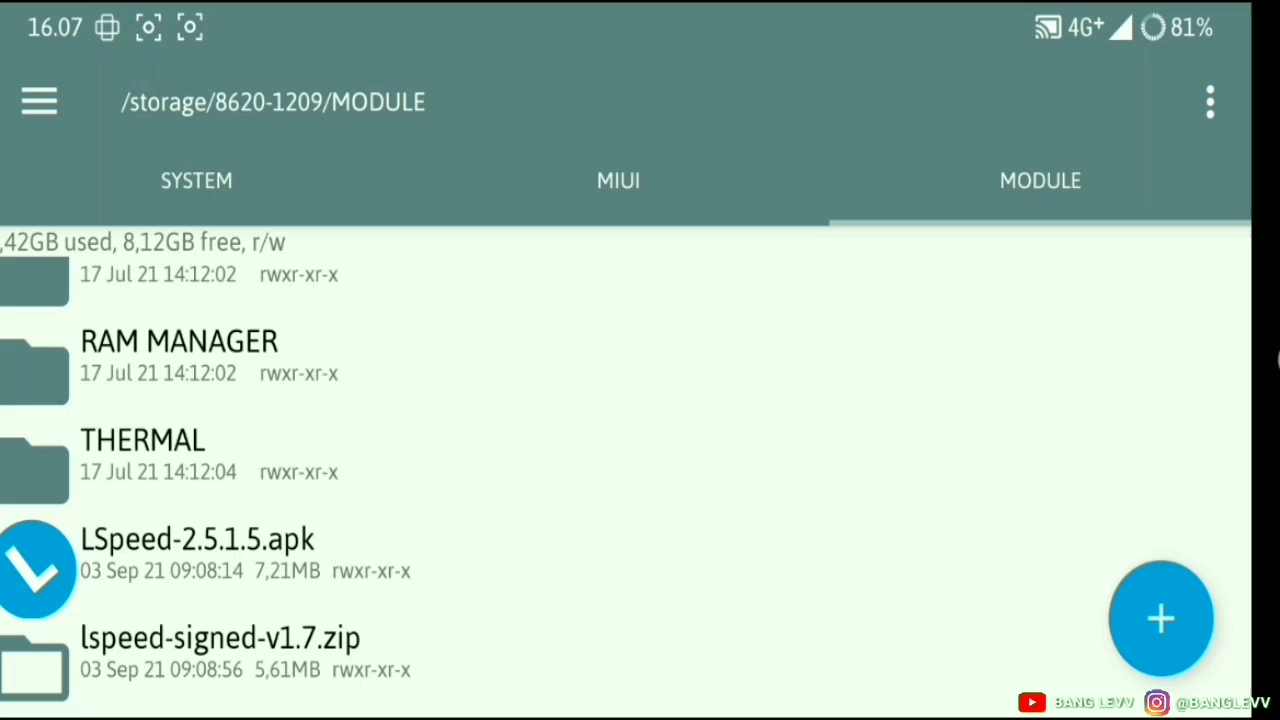 16.07 4G+ 81%
/storage/8620-1209/MODULE
SYSTEM MIUI MODULE
,42GB used, 8,12GB free, r/w
17 Jul 21 14:12:02 rwxr-xr-x
RAM MANAGER
17 Jul 21 14:12:02 rwxr-xr-x
THERMAL
17 Jul 21 14:12:04 rwxr-xr-x
LSpeed-2.5.1.5.apk
03 Sep 21 09:08:14 7,21MB rwxr-xr-x
lspeed-signed-v1.7.zip
03 Sep 21 09:08:56 5,61MB rwxr-xr-x
BANG LEVV @BANGLEVV